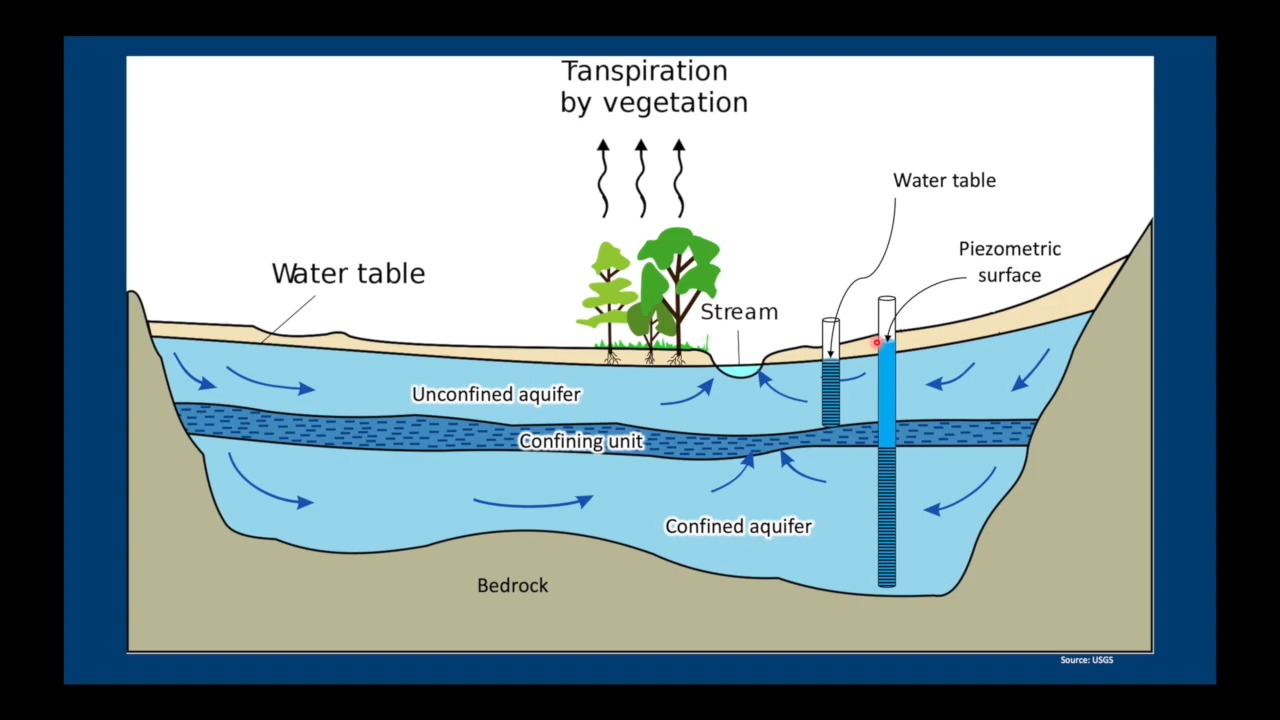 Tanspiration
by vegetation
Water table
Piezometric
surface
Water table
Stream
Unconfined aquifer
Confining unit
Confined aquifer
Bedrock
Source: USGS